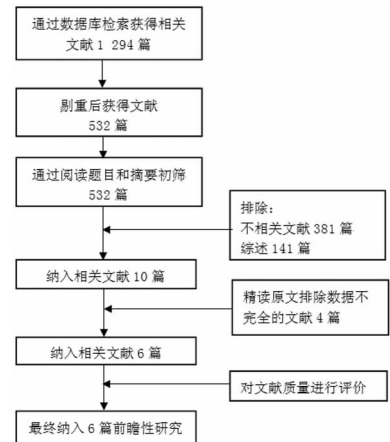 通过数据库检索获得相关
文献1 294 篇
剔重后获得文献
532 篇
通过阅读题目和摘要初筛
532 篇
排除：
不相关文献 381 篇
综述 141 篇
纳入相关文献 10 篇
精读原文排除数据不
完全的文献 4 篇
纳入相关文献 6 篇
对文献质量进行评价
最终纳入 6 篇前瞻性研究